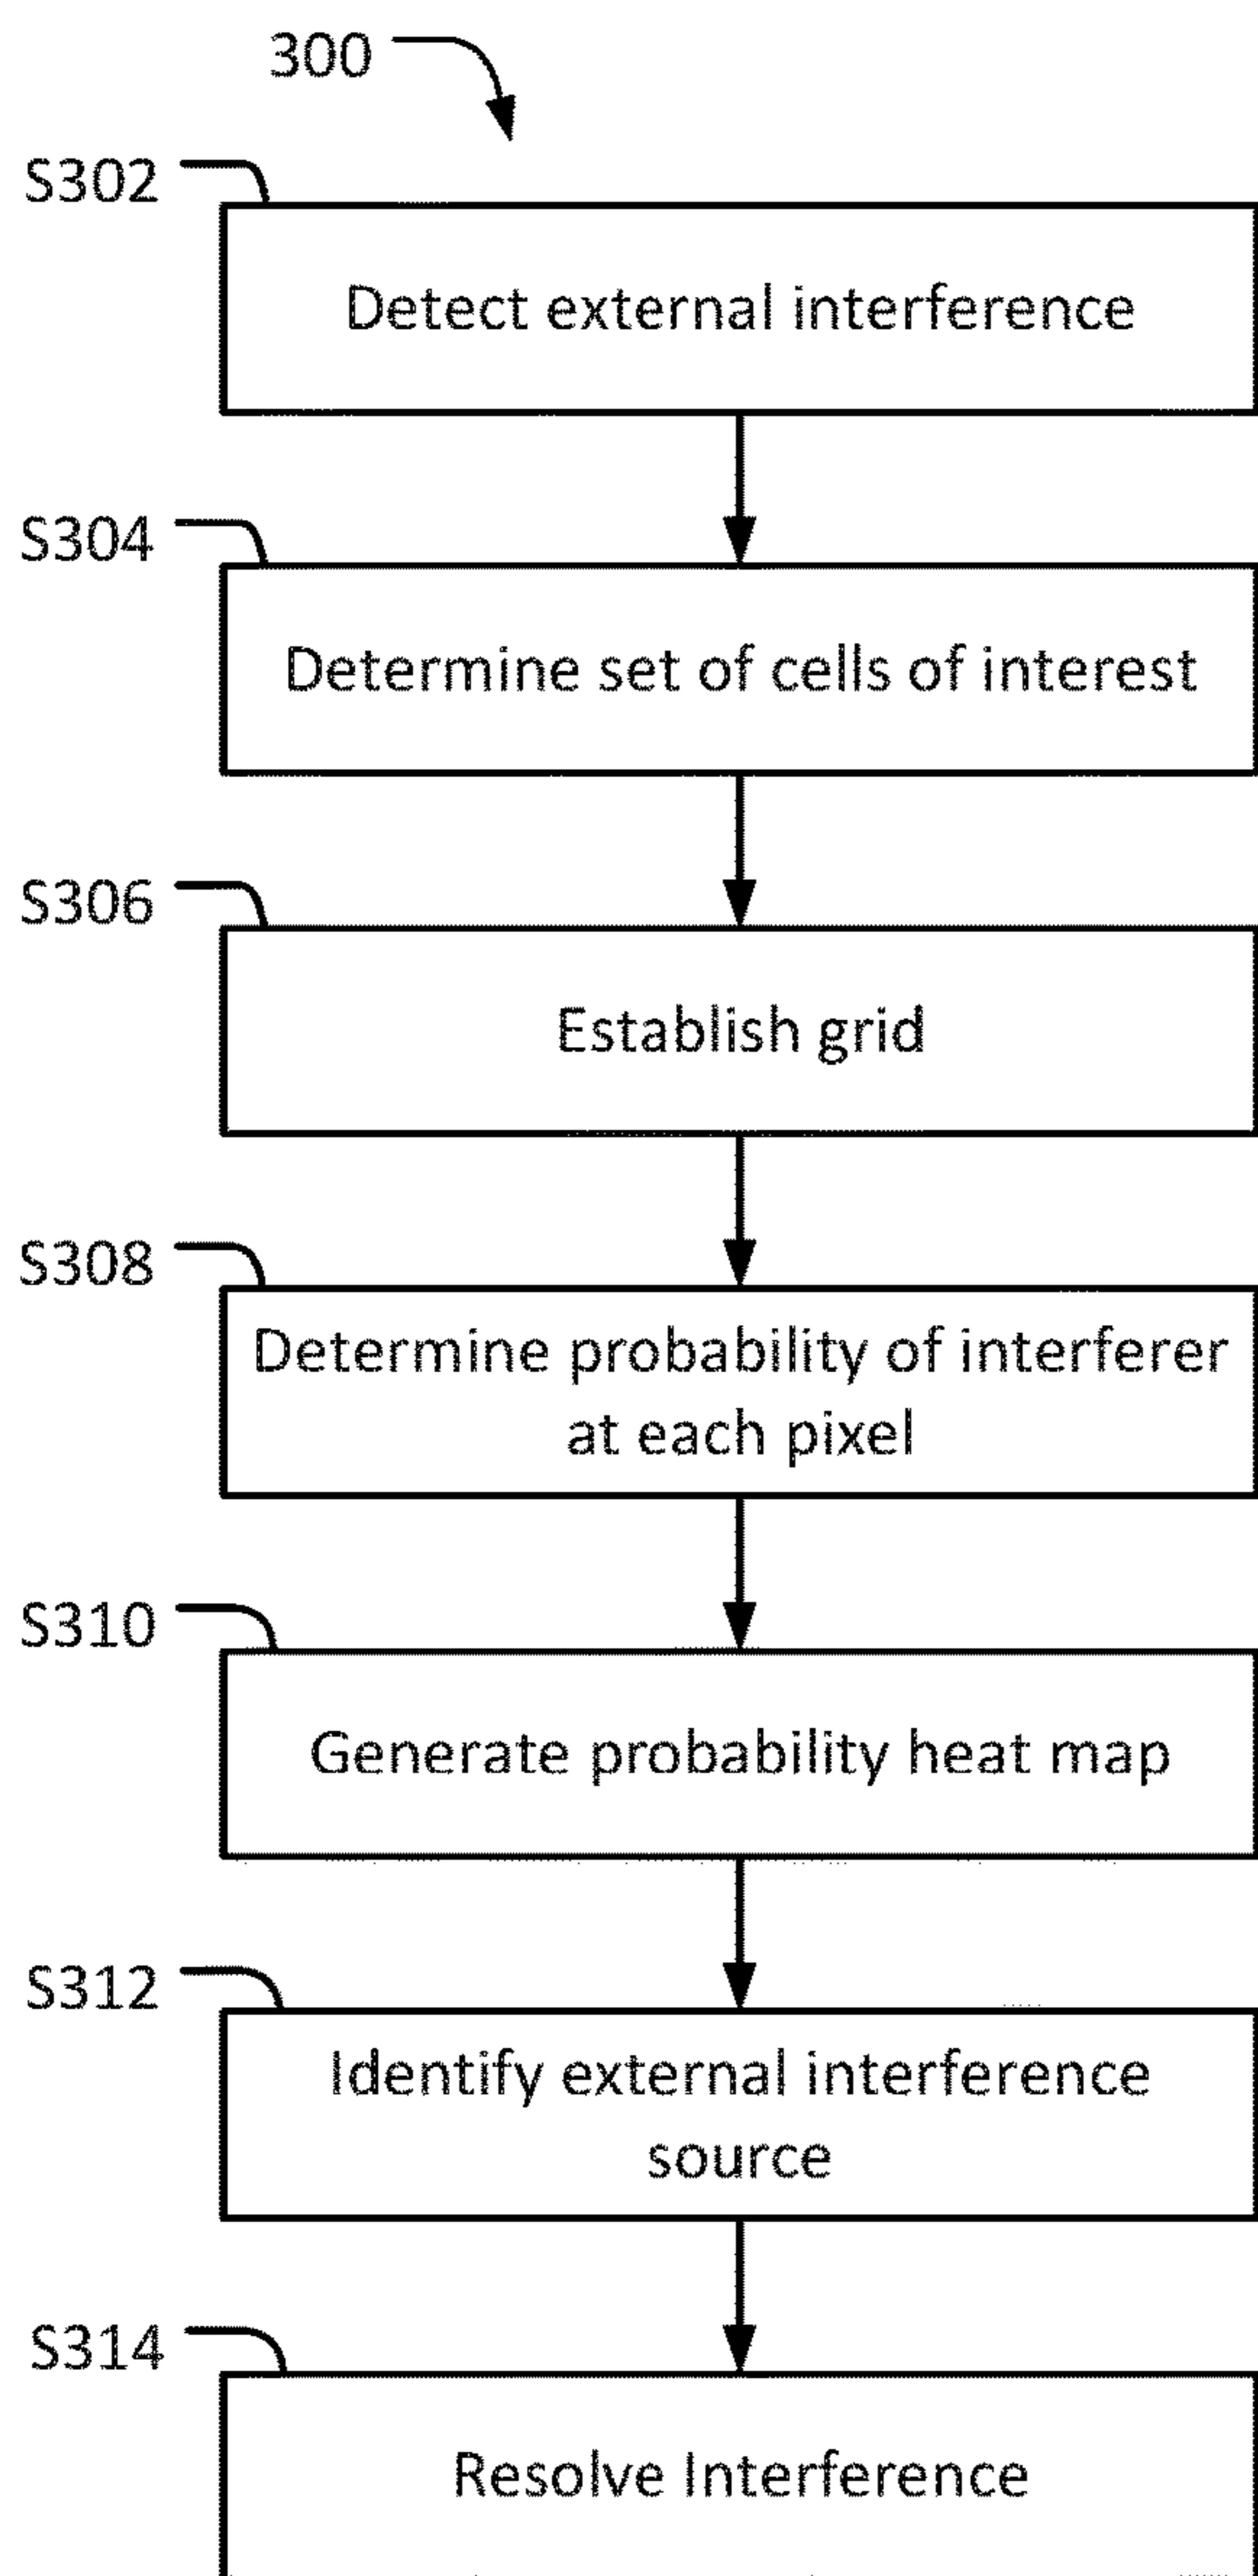 300
S302
Detect external interference
S304
Determine set of cells of interest
S306
Establish grid
S308
Determine probability of interferer
at each pixel
S310
Generate probability heat map
S312
Identify external interference
source
S314
Resolve Interference